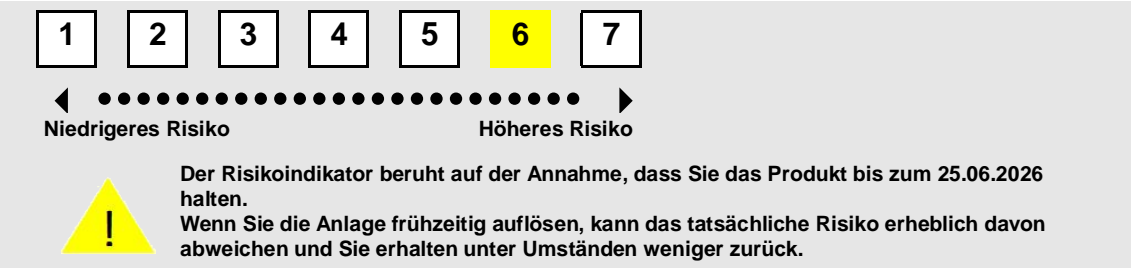 1 2 3 4 5 6 7
Niedrigeres Risiko Höheres Risiko
Der Risikoindikator beruht auf der Annahme, dass Sie das Produkt bis zum 25.06.2026
halten.
Wenn Sie die Anlage frühzeitig auflösen, kann das tatsächliche Risiko erheblich davon
abweichen und Sie erhalten unter Umständen weniger zurück.
!